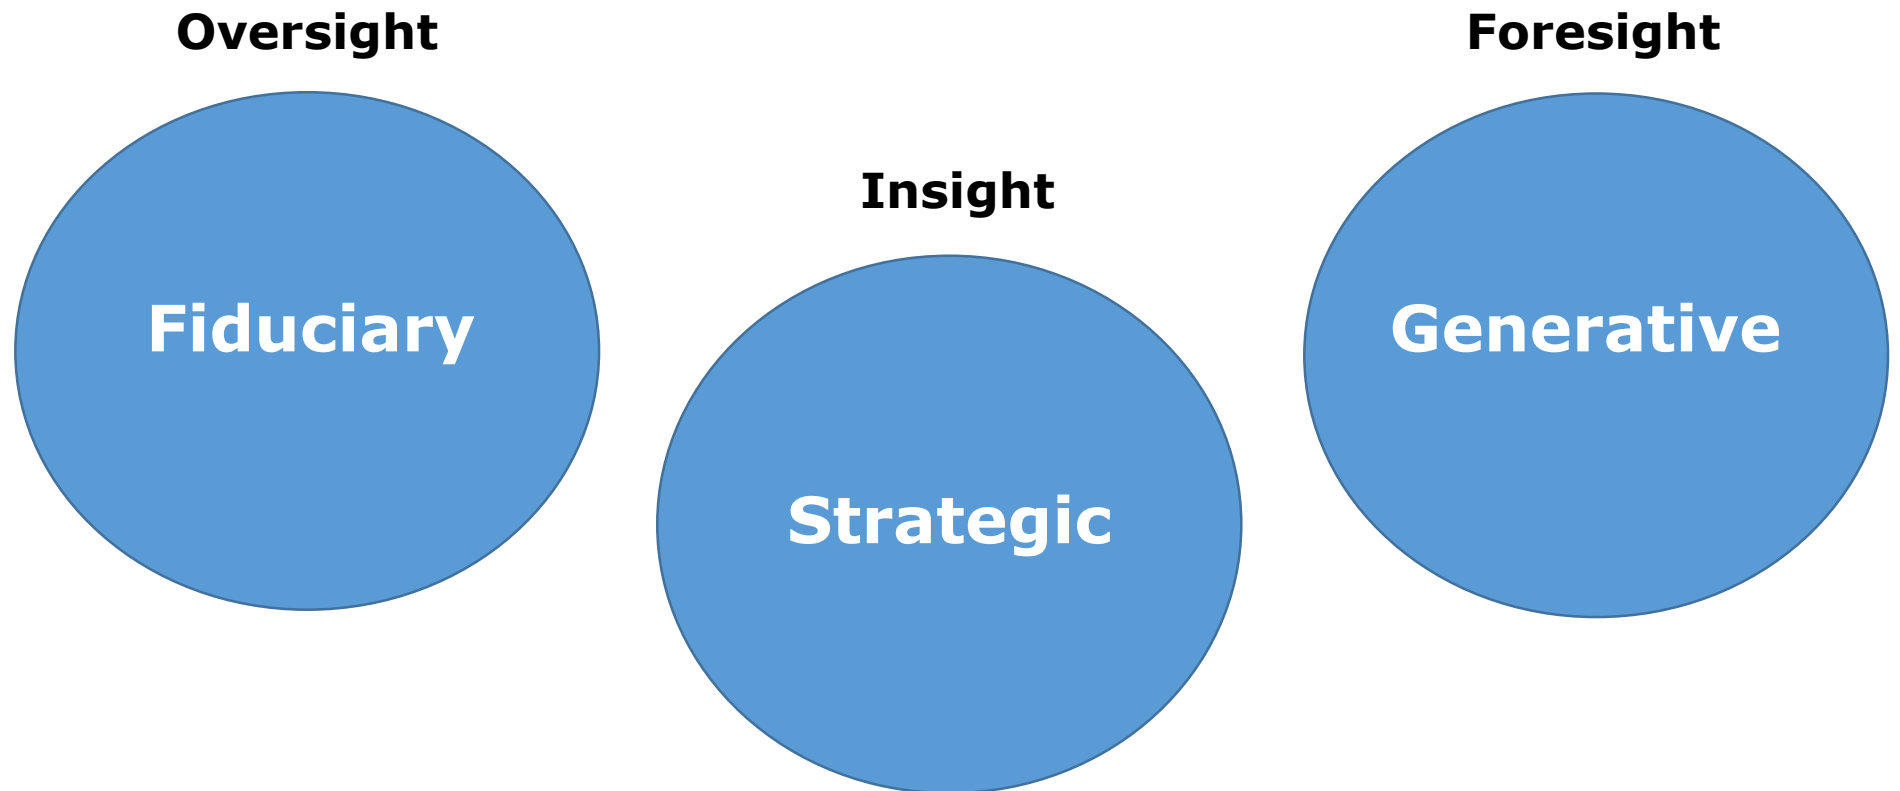 Oversight
Fiduciary
Insight
Strategic
Foresight
Generative